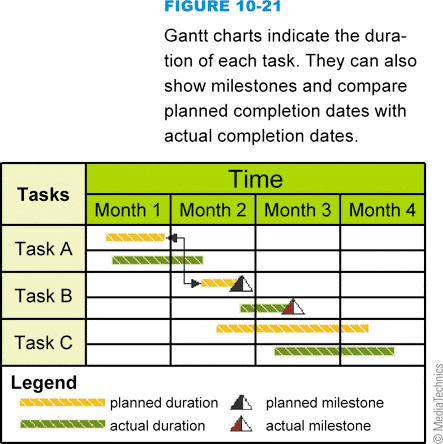 FIGURE 10-21
Gantt charts indicate the dura-
tion of each task. They can also
show milestones and compare
planned completion dates with
actual completion dates.
Tasks
Time
Month 1 Month 2 Month 3 Month 4
Task A
Task B
Task C
Legend
planned duration planned milestone
actual duration actual milestone
© MediaTechnics